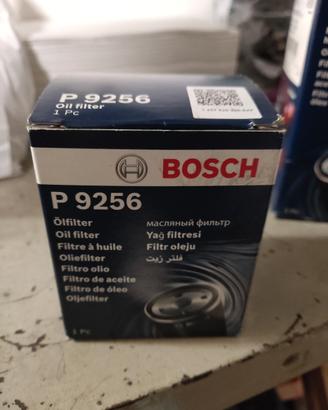 P 9256
Oil filter
1 Pc
BOSCH
P 9256
Ölfilter
Oil filter
Filtre à huile
Oliefilter
Filtro olio
Filtro de aceite
Filtro de óleo
Oljefilter
масляный фильтр
Yağ filtresi
Filtr oleju
فلتر زيت
1 Pc